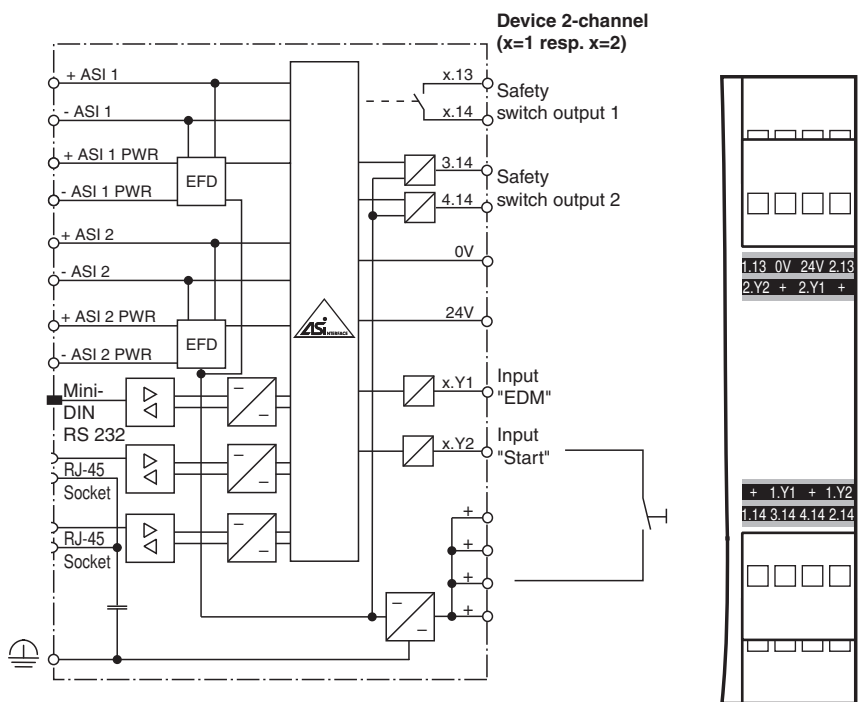 Device 2-channel
(x=1 resp. x=2)
+ ASI 1
- ASI 1
+ ASI 1 PWR
- ASI 1 PWR
EFD
+ ASI 2
- ASI 2
+ ASI 2 PWR
- ASI 2 PWR
EFD
Mini-
DIN
RS 232
RJ-45
Socket
RJ-45
Socket
ASi
INTERFACE
x.13
x.14
Safety
switch output 1
3.14
4.14
Safety
switch output 2
0V
24V
x.Y1
Input
"EDM"
x.Y2
Input
"Start"
+
+
+
+
1.13 0V 24V 2.13
2.Y2 + 2.Y1 +
+ 1.Y1 + 1.Y2
1.14 3.14 4.14 2.14